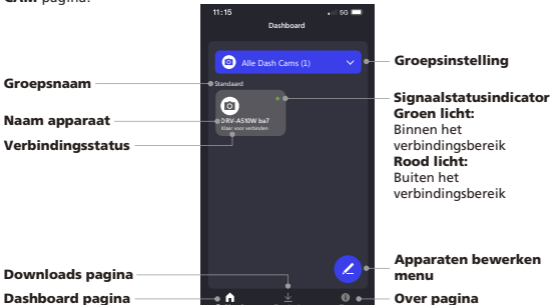 CAM pagina.
11:15
5G
Dashboard
Alle Dash Cams (1)
Groepsinstelling
Groepsnaam
Standaard
Signaalstatusindicator
Groen licht:
Binnen het
verbindingsbereik
Rood licht:
Buiten het
verbindingsbereik
Naam apparaat
DRV-A510W ba7
Klaar voor verbinden
Verbindingsstatus
Apparaten bewerken
menu
Downloads pagina
Dashboard pagina
Over pagina